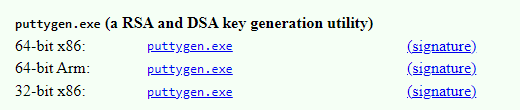 puttygen.exe (a RSA and DSA key generation utility)
64-bit x86: puttygen.exe (signature)
64-bit Arm: puttygen.exe (signature)
32-bit x86: puttygen.exe (signature)